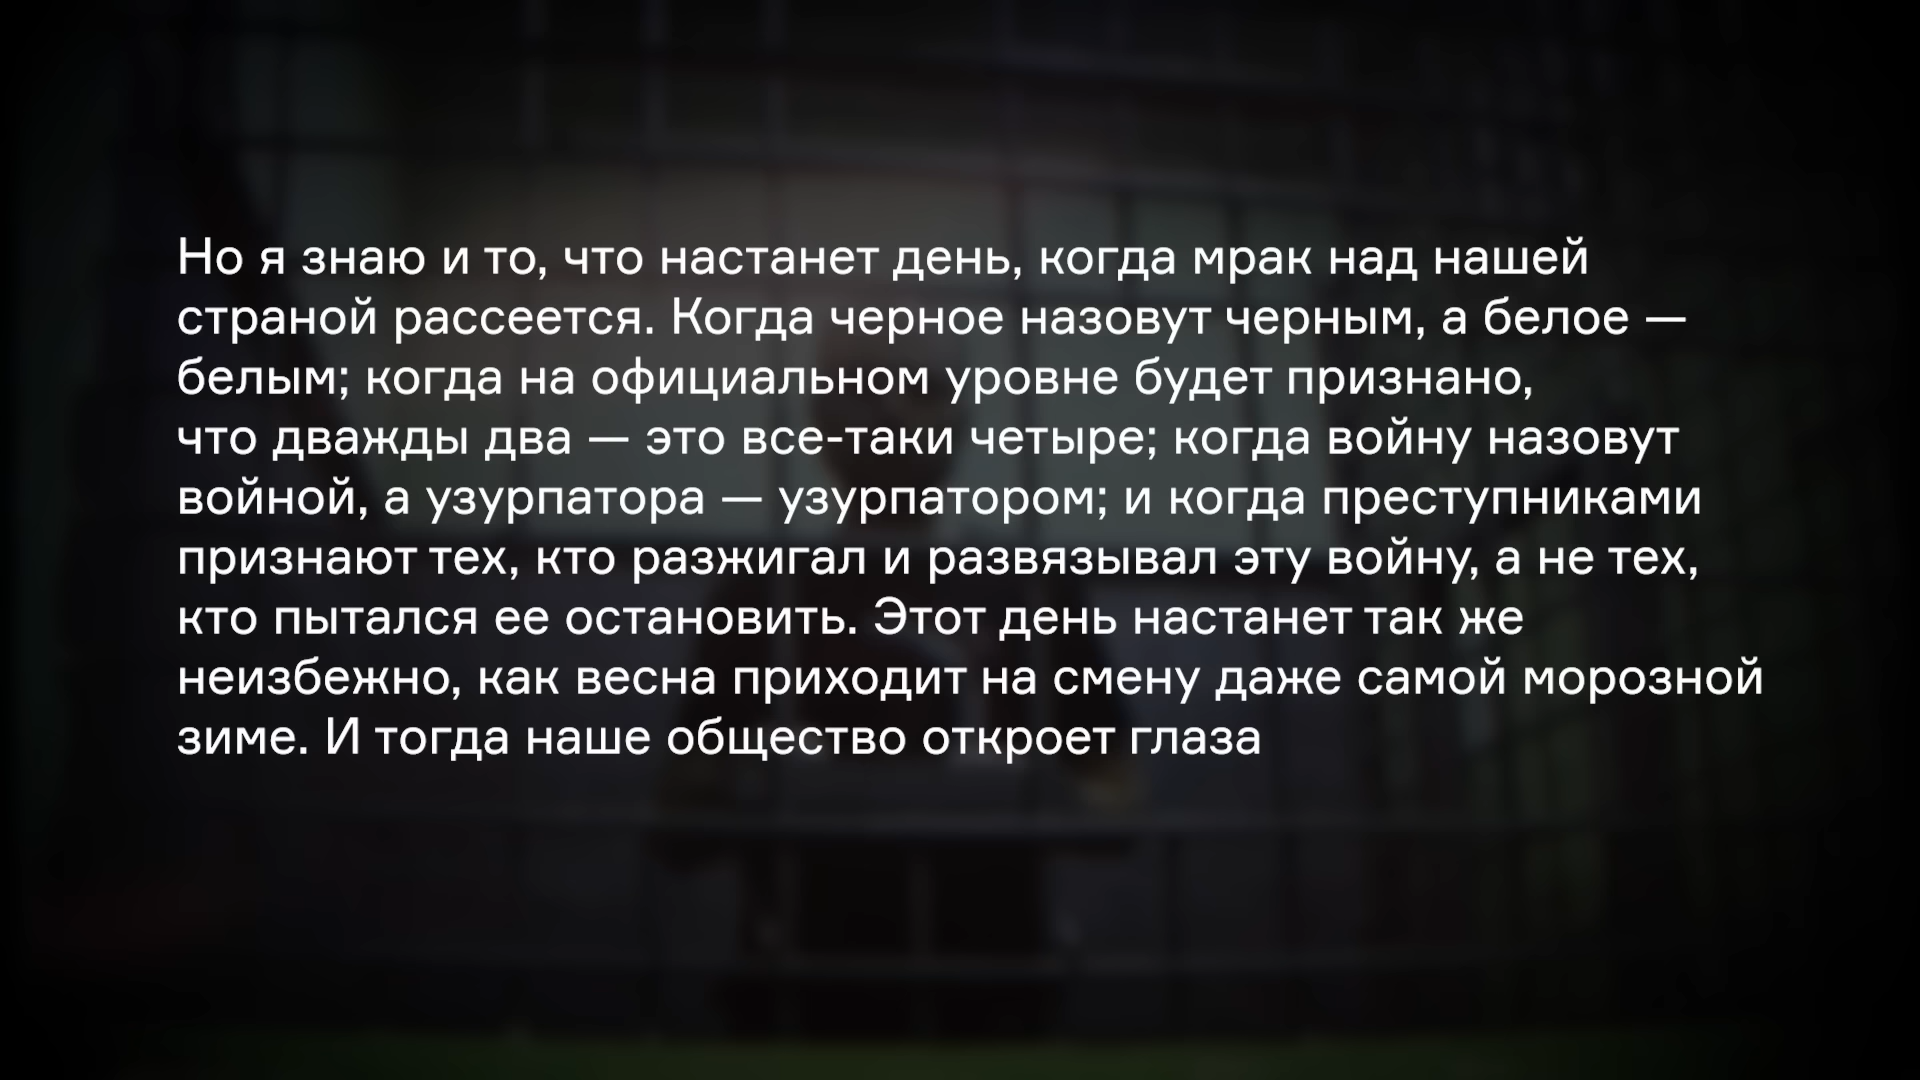 Но я знаю и то, что настанет день, когда мрак над нашей
страной рассеется. Когда черное назовут черным, а белое —
белым; когда на официальном уровне будет признано,
что дважды два — это все-таки четыре; когда войну назовут
войной, а узурпатора — узурпатором; и когда преступниками
признают тех, кто разжигал и развязывал эту войну, а не тех,
кто пытался ее остановить. Этот день настанет так же
неизбежно, как весна приходит на смену даже самой морозной
зиме. И тогда наше общество откроет глаза